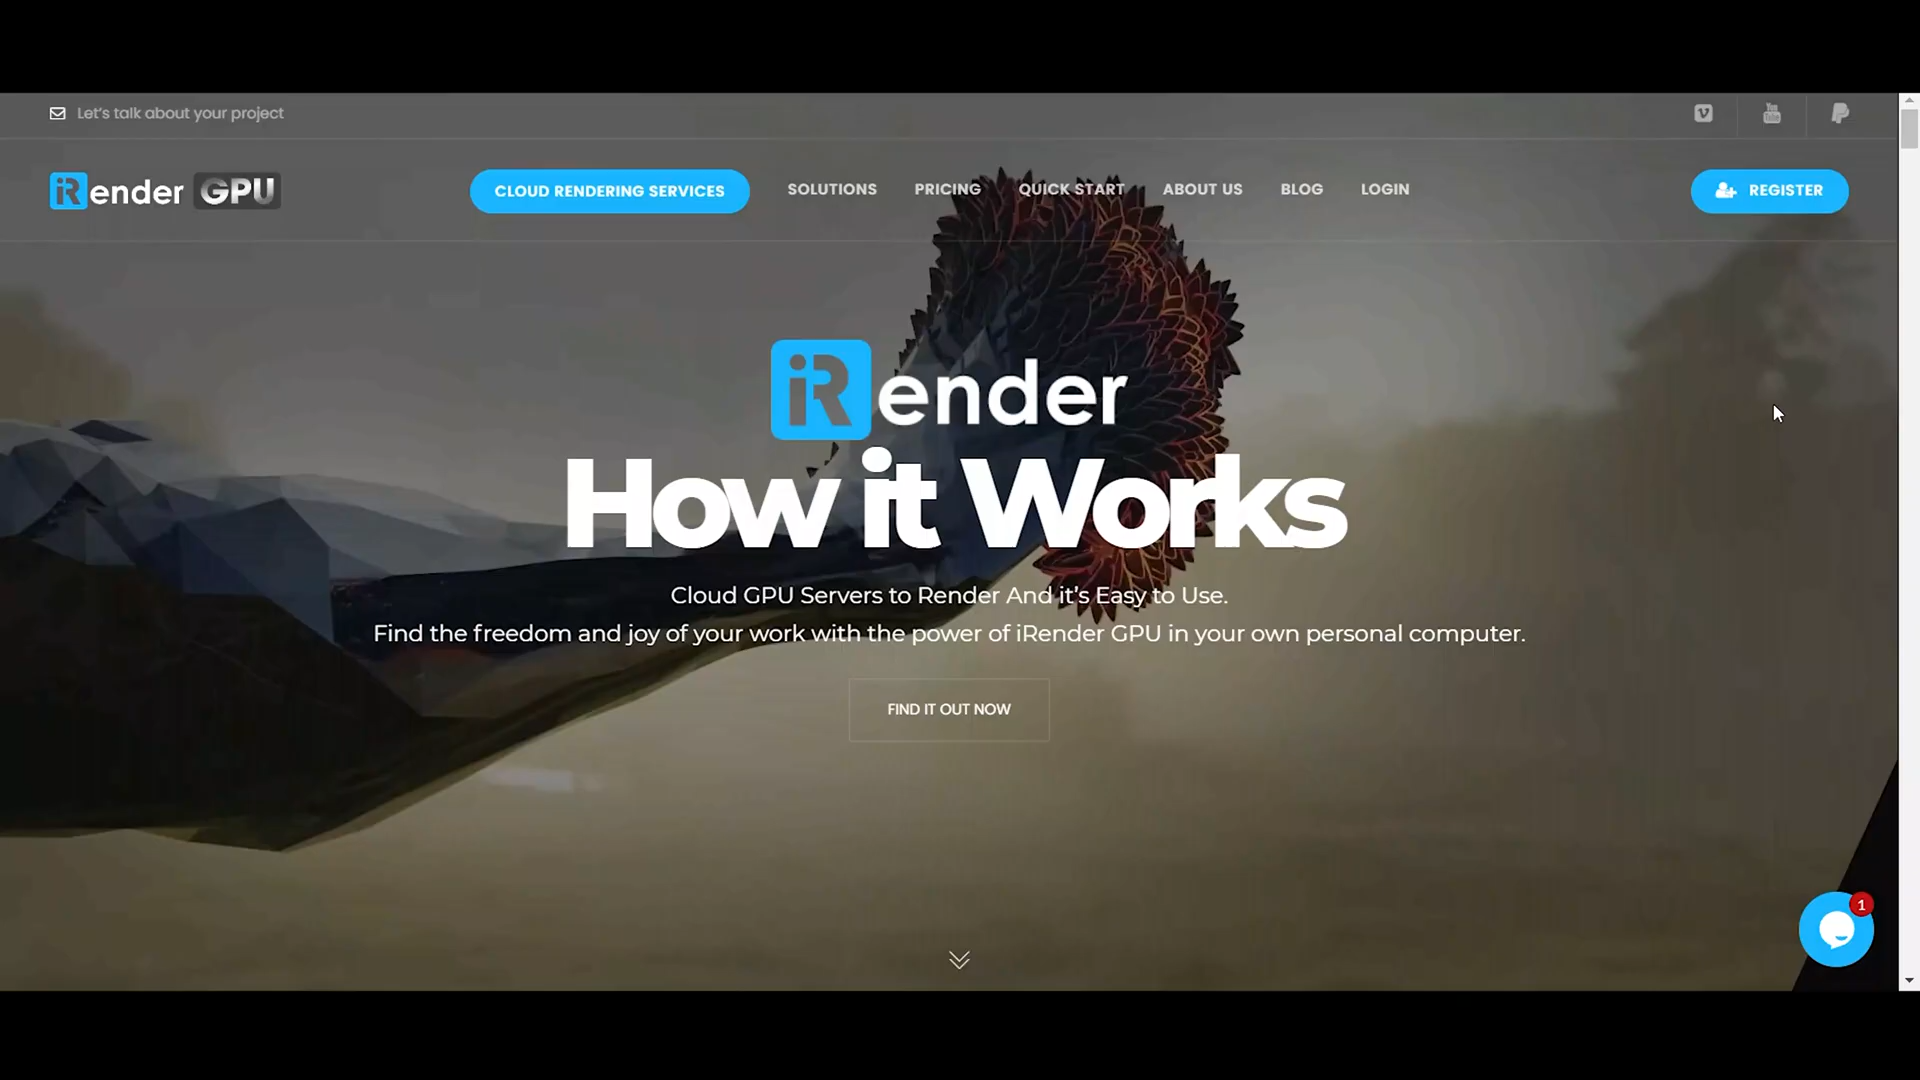 Let's talk about your project
iRender GPU
CLOUD RENDERING SERVICES
SOLUTIONS
PRICING
QUICK START
ABOUT US
BLOG
LOGIN
REGISTER
iRender
How it Works
Cloud GPU Servers to Render And it's Easy to Use.
Find the freedom and joy of your work with the power of iRender GPU in your own personal computer.
FIND IT OUT NOW
1